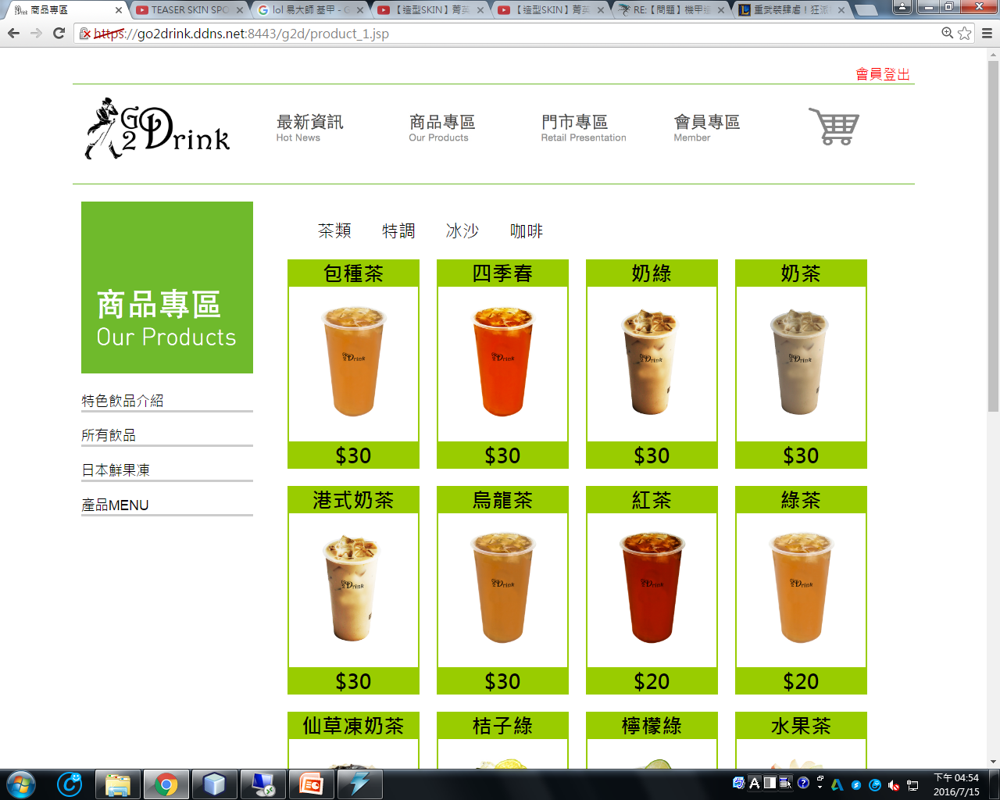 商品專區
TEASER SKIN SPO
lol 易大師 基甲 - G
【造型SKIN】菁英
【造型SKIN】菁英
RE:【問題】機甲造
重武裝肆虐！狂派
https://go2drink.ddns.net:8443/g2d/product_1.jsp
會員登出
GO 2 Drink
最新資訊 商品專區 門市專區 會員專區
Hot News Our Products Retail Presentation Member
商品專區
Our Products
特色飲品介紹
所有飲品
日本鮮果凍
產品MENU
茶類 特調 冰沙 咖啡
包種茶 四季春 奶綠 奶茶
$30 $30 $30 $30
港式奶茶 烏龍茶 紅茶 綠茶
$30 $30 $20 $20
仙草凍奶茶 桔子綠 檸檬綠 水果茶
下午 04:54
2016/7/15